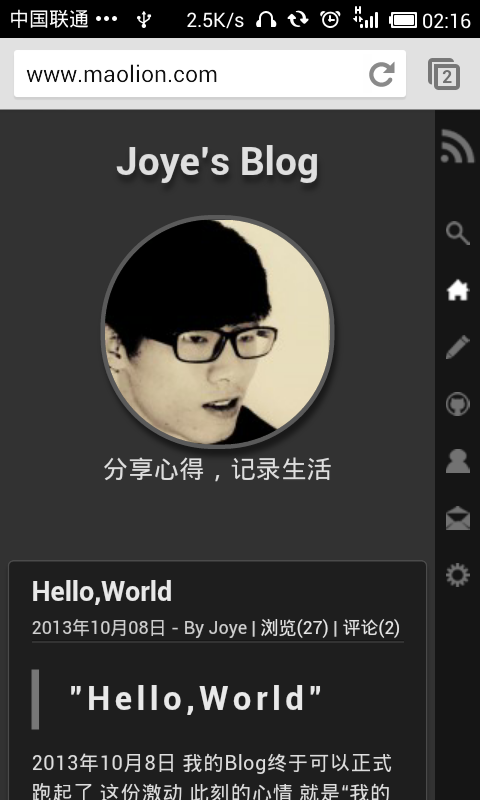 中国联通 ••• 2.5K/s H 02:16
www.maolion.com 2
Joye's Blog
分享心得，记录生活
Hello,World
2013年10月08日 - By Joye | 浏览(27) | 评论(2)
"Hello,World"
2013年10月8日 我的Blog终于可以正式
跑起了 这份激动 此刻的心情 就是“我的